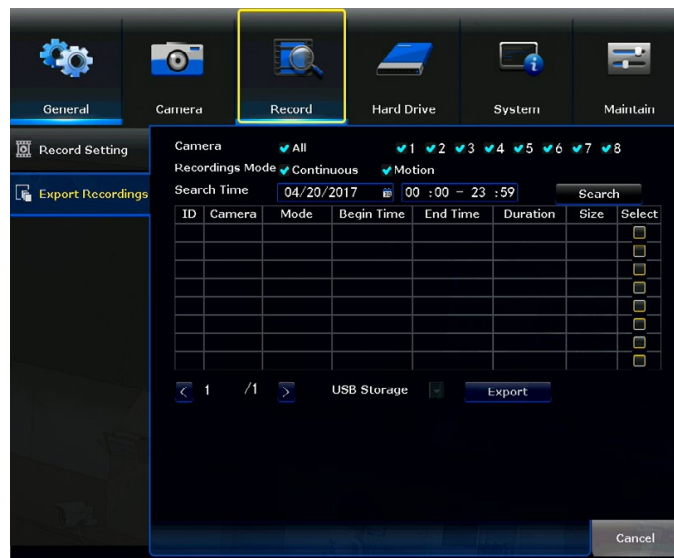 General Camera Record Hard Drive System Maintain
Record Setting
Export Recordings
Camera All 1 2 3 4 5 6 7 8
Recordings Mode Continuous Motion
Search Time 04/20/2017 00 :00 - 23 :59 Search
ID Camera Mode Begin Time End Time Duration Size Select
< 1 /1 > USB Storage Export
Cancel